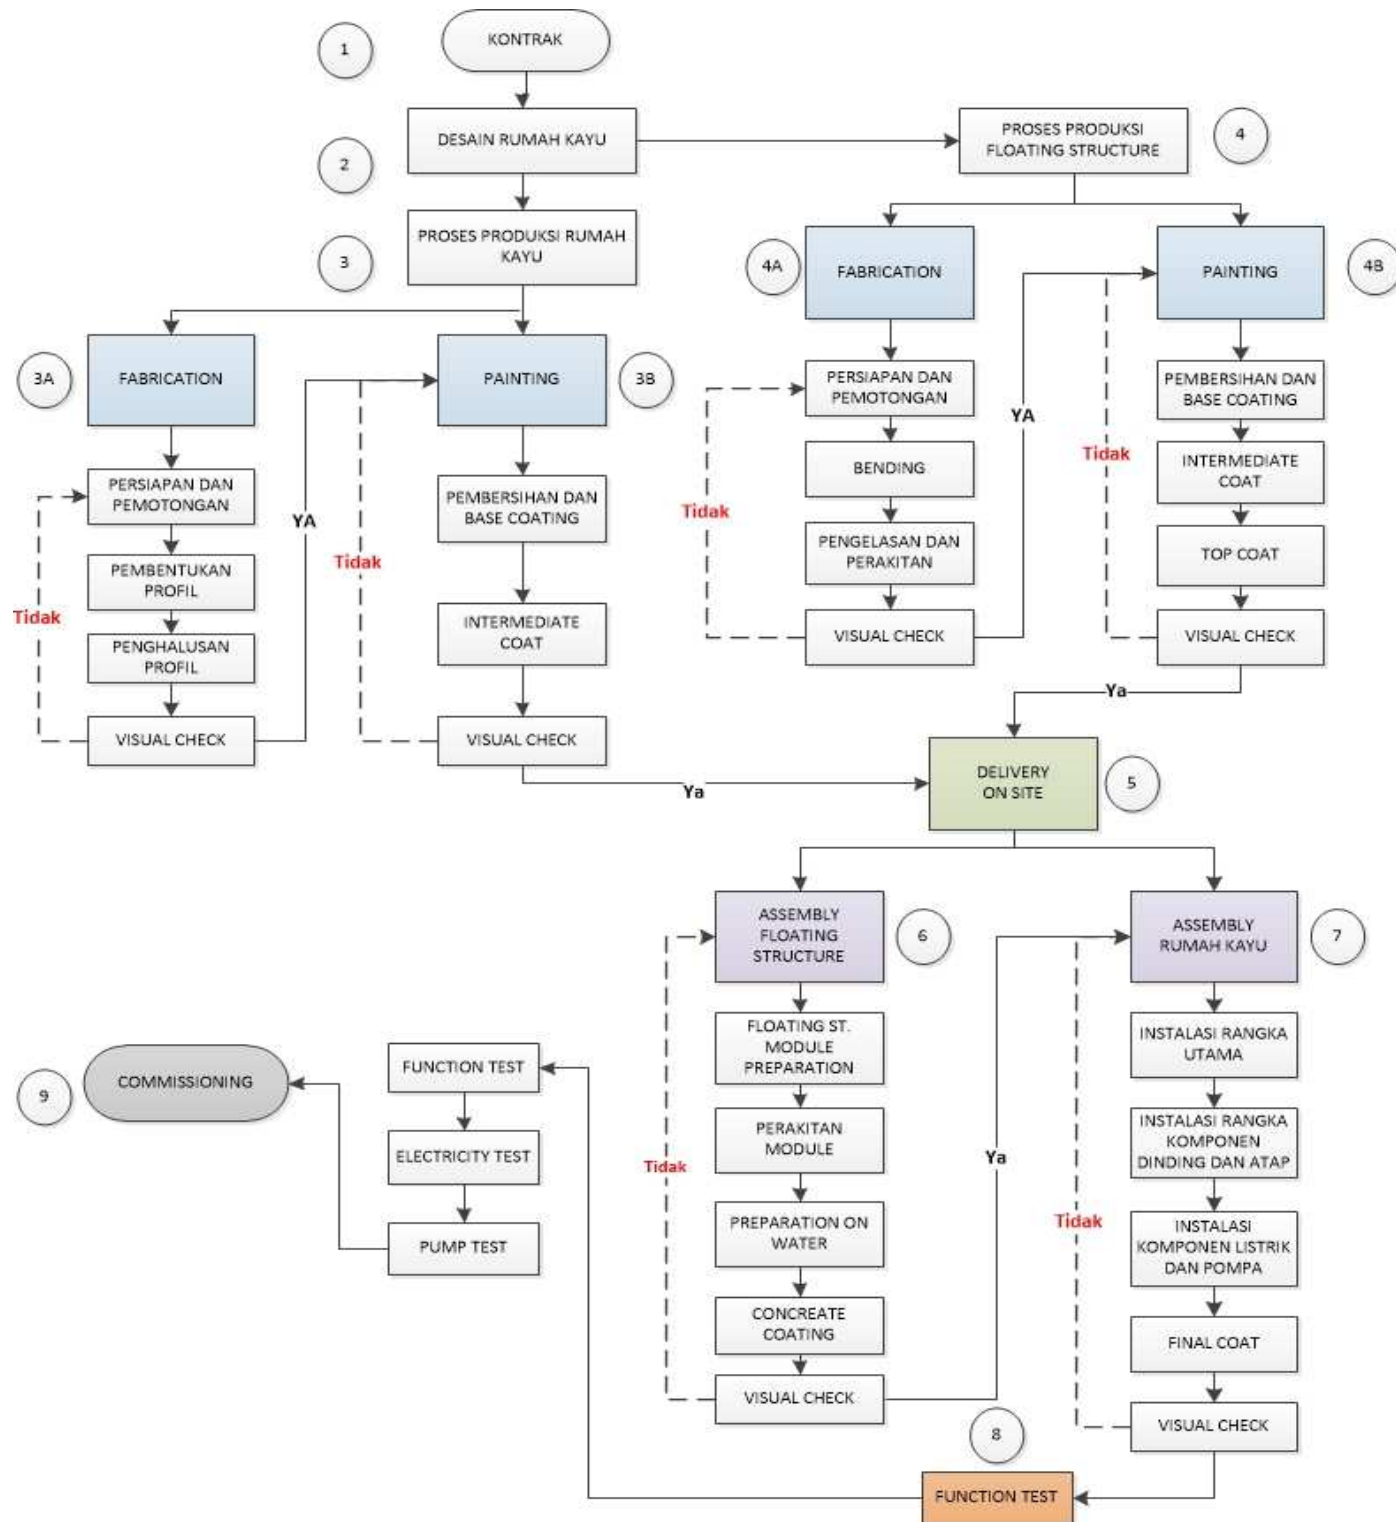 1
KONTRAK
2
DESAIN RUMAH KAYU
PROSES PRODUKSI
FLOATING STRUCTURE
4
3
PROSES PRODUKSI RUMAH
KAYU
3A
FABRICATION
PERSIAPAN DAN
PEMOTONGAN
PEMBENTUKAN
PROFIL
PENGHALUSAN
PROFIL
VISUAL CHECK
Tidak
YA
PAINTING
3B
PEMBERSIHAN DAN
BASE COATING
INTERMEDIATE
COAT
VISUAL CHECK
Tidak
Ya
4A
FABRICATION
PERSIAPAN DAN
PEMOTONGAN
BENDING
PENGELASAN DAN
PERAKITAN
VISUAL CHECK
Tidak
YA
PAINTING
4B
PEMBERSIHAN DAN
BASE COATING
INTERMEDIATE
COAT
TOP COAT
VISUAL CHECK
Tidak
Ya
DELIVERY
ON SITE
5
ASSEMBLY
FLOATING
STRUCTURE
6
FLOATING ST.
MODULE
PREPARATION
PERAKITAN
MODULE
PREPARATION ON
WATER
CONCREATE
COATING
VISUAL CHECK
Tidak
Ya
ASSEMBLY
RUMAH KAYU
7
INSTALASI RANGKA
UTAMA
INSTALASI RANGKA
KOMPONEN
DINDING DAN ATAP
INSTALASI
KOMPONEN LISTRIK
DAN POMPA
FINAL COAT
VISUAL CHECK
Tidak
8
FUNCTION TEST
FUNCTION TEST
ELECTRICITY TEST
PUMP TEST
9
COMMISSIONING